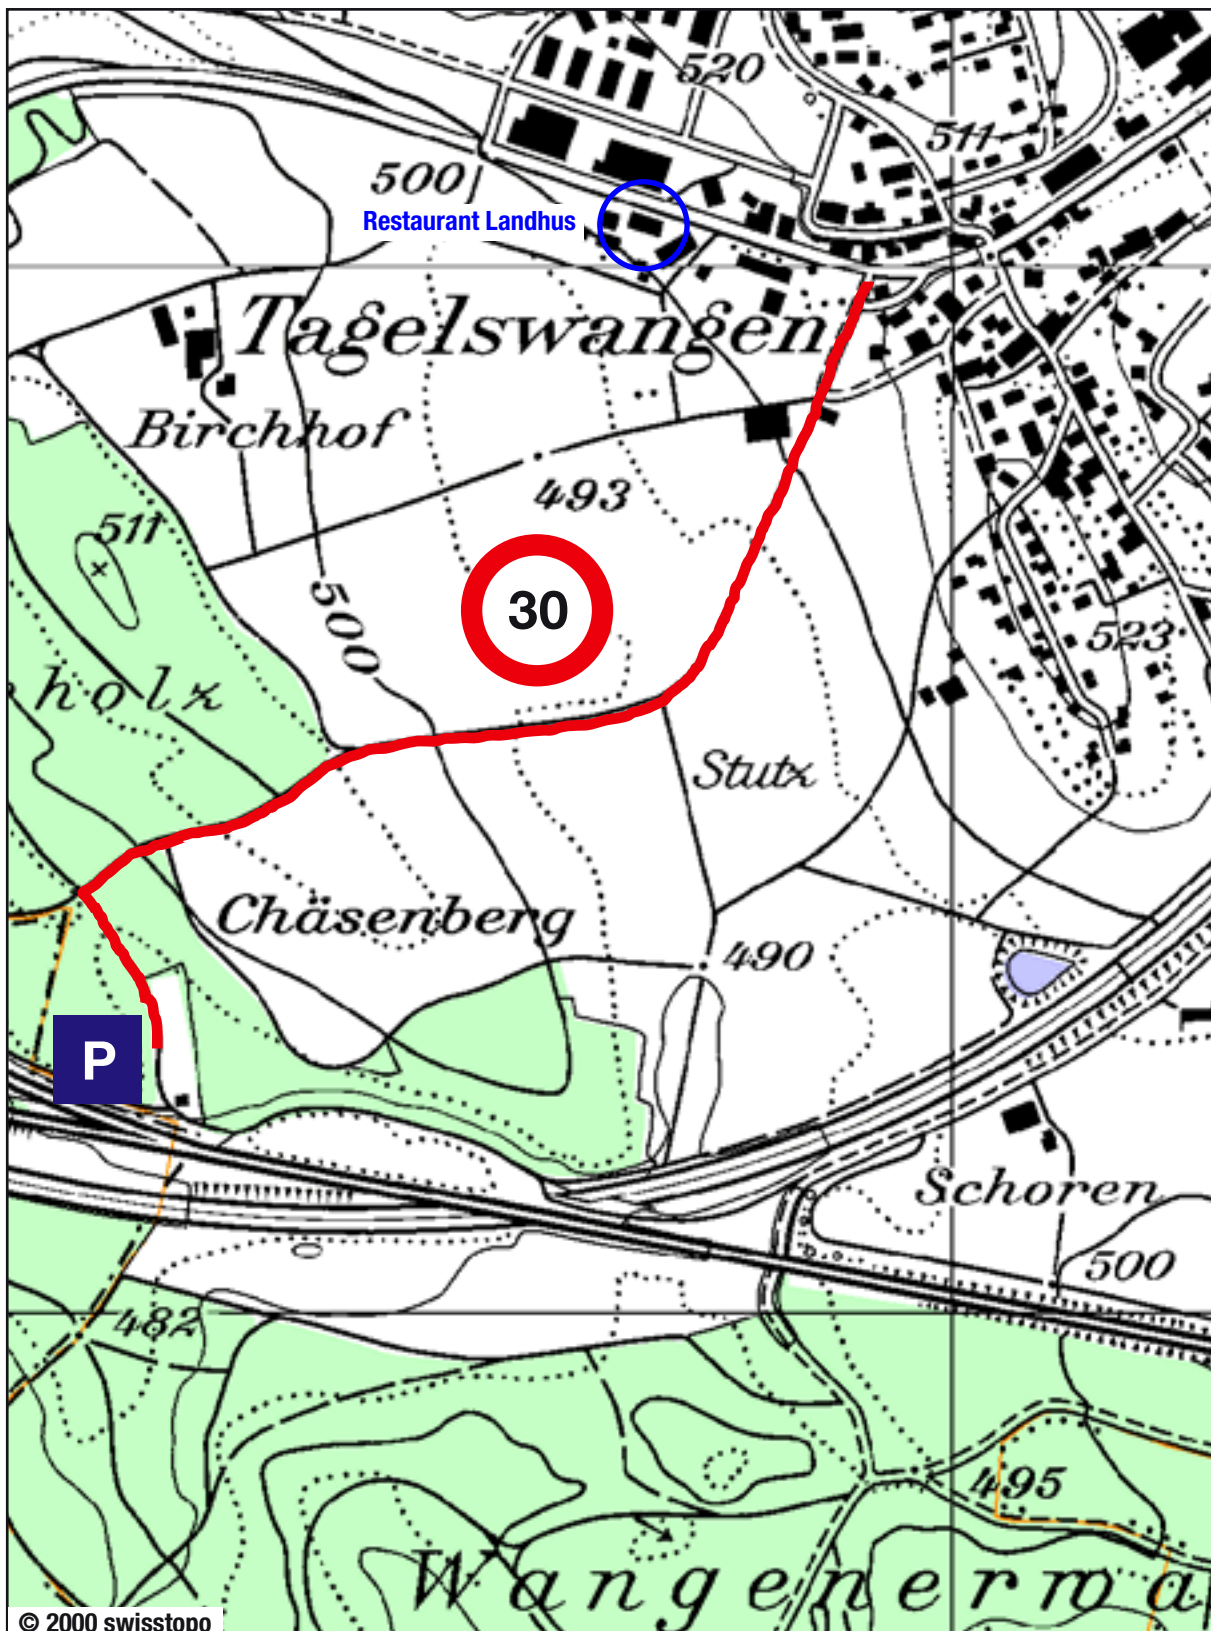 520
511
500
Restaurant Landhus
Tagelswangen
Birchhof
493
511
30
500
523
holz
Stutz
Chäsenberg
490
P
Schoren
500
482
495
Wangenerwa
© 2000 swisstopo